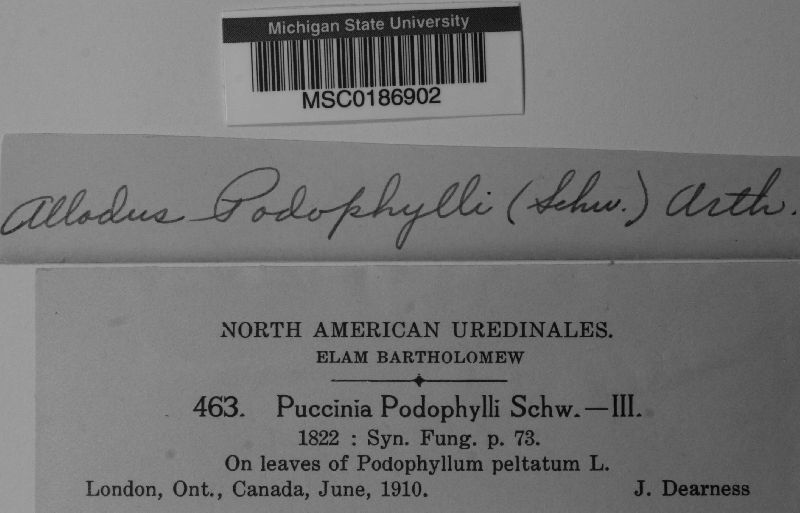 Michigan State University
MSC0186902
Allodus Podophylli (Schw.) Arth.
NORTH AMERICAN UREDINALES.
ELAM BARTHOLOMEW
463. Puccinia Podophylli Schw.—III.
1822 : Syn. Fung. p. 73.
On leaves of Podophyllum peltatum L.
London, Ont., Canada, June, 1910. J. Dearness